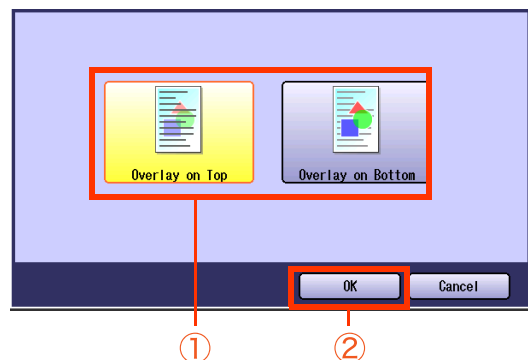 Overlay on Top
Overlay on Bottom
OK
Cancel
①
②